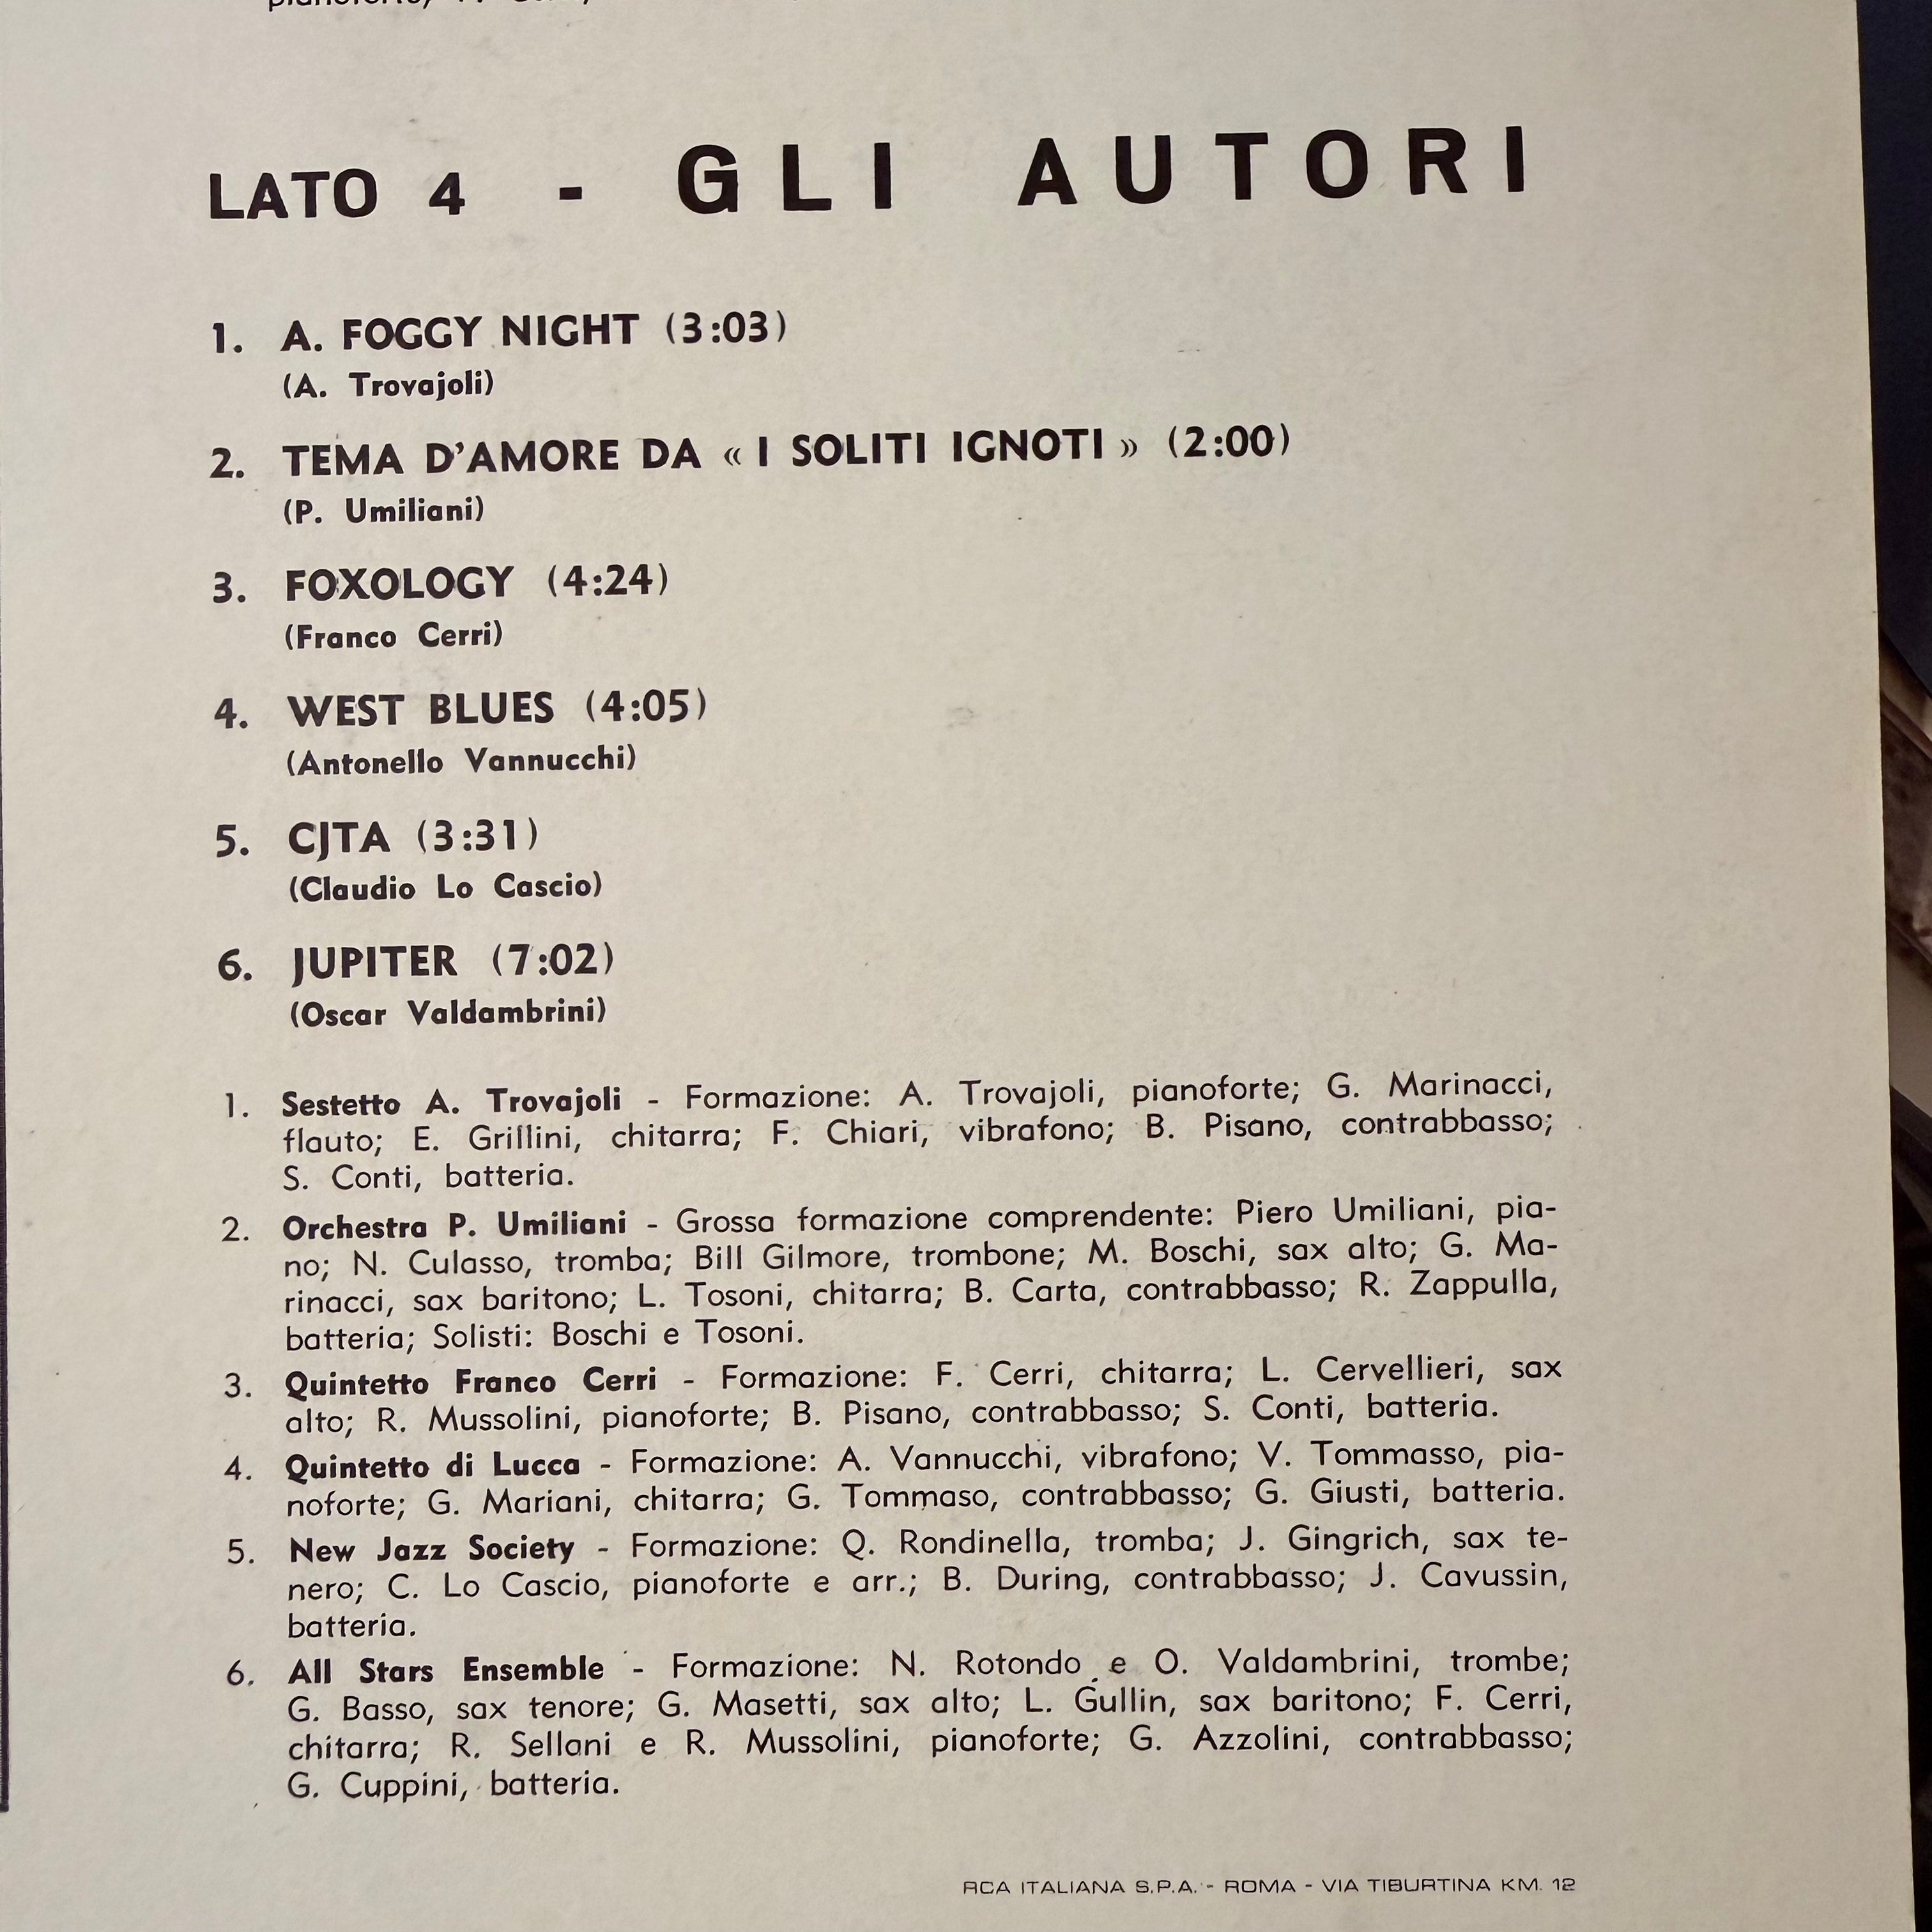 LATO 4 - GLI AUTORI
1. A. FOGGY NIGHT (3:03)
(A. Trovajoli)
2. TEMA D'AMORE DA « I SOLITI IGNOTI » (2:00)
(P. Umiliani)
3. FOXOLOGY (4:24)
(Franco Cerri)
4. WEST BLUES (4:05)
(Antonello Vannucchi)
5. CJTA (3:31)
(Claudio Lo Cascio)
6. JUPITER (7:02)
(Oscar Valdambrini)
1. Sestetto A. Trovajoli - Formazione: A. Trovajoli, pianoforte; G. Marinacci,
flauto; E. Grillini, chitarra; F. Chiari, vibrafono; B. Pisano, contrabbasso;
S. Conti, batteria.
2. Orchestra P. Umiliani - Grossa formazione comprendente: Piero Umiliani, pia-
no; N. Culasso, tromba; Bill Gilmore, trombone; M. Boschi, sax alto; G. Ma-
rinacci, sax baritono; L. Tosoni, chitarra; B. Carta, contrabbasso; R. Zappulla,
batteria; Solisti: Boschi e Tosoni.
3. Quintetto Franco Cerri - Formazione: F. Cerri, chitarra; L. Cervellieri, sax
alto; R. Mussolini, pianoforte; B. Pisano, contrabbasso; S. Conti, batteria.
4. Quintetto di Lucca - Formazione: A. Vannucchi, vibrafono; V. Tommasso, pia-
noforte; G. Mariani, chitarra; G. Tommaso, contrabbasso; G. Giusti, batteria.
5. New Jazz Society - Formazione: Q. Rondinella, tromba; J. Gingrich, sax te-
nero; C. Lo Cascio, pianoforte e arr.; B. During, contrabbasso; J. Cavussin,
batteria.
6. All Stars Ensemble - Formazione: N. Rotondo e O. Valdambrini, trombe;
G. Basso, sax tenore; G. Masetti, sax alto; L. Gullin, sax baritono; F. Cerri,
chitarra; R. Sellani e R. Mussolini, pianoforte; G. Azzolini, contrabbasso;
G. Cuppini, batteria.
RCA ITALIANA S.P.A. - ROMA - VIA TIBURTINA KM. 12